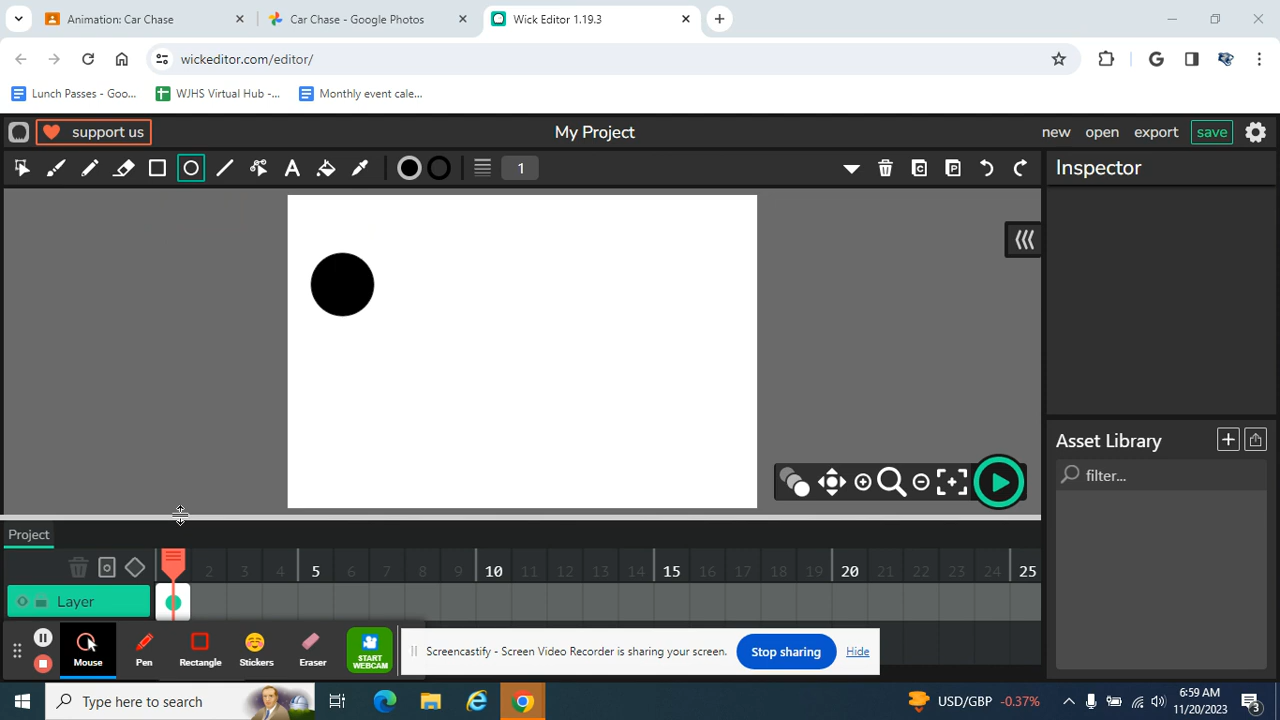 Animation: Car Chase
Car Chase - Google Photos
Wick Editor 1.19.3
wickeditor.com/editor/
Lunch Passes - Goo...
WJHS Virtual Hub -...
Monthly event cale...
support us
My Project
new open export save
1
Inspector
Asset Library
filter...
Project
2 3 4 5 6 7 8 9 10 11 12 13 14 15 16 17 18 19 20 21 22 23 24 25
Layer
Mouse
Pen
Rectangle
Stickers
Eraser
START
WEBCAM
Screencastify - Screen Video Recorder is sharing your screen.
Stop sharing
Hide
Type here to search
USD/GBP -0.37%
6:59 AM
11/20/2023
3